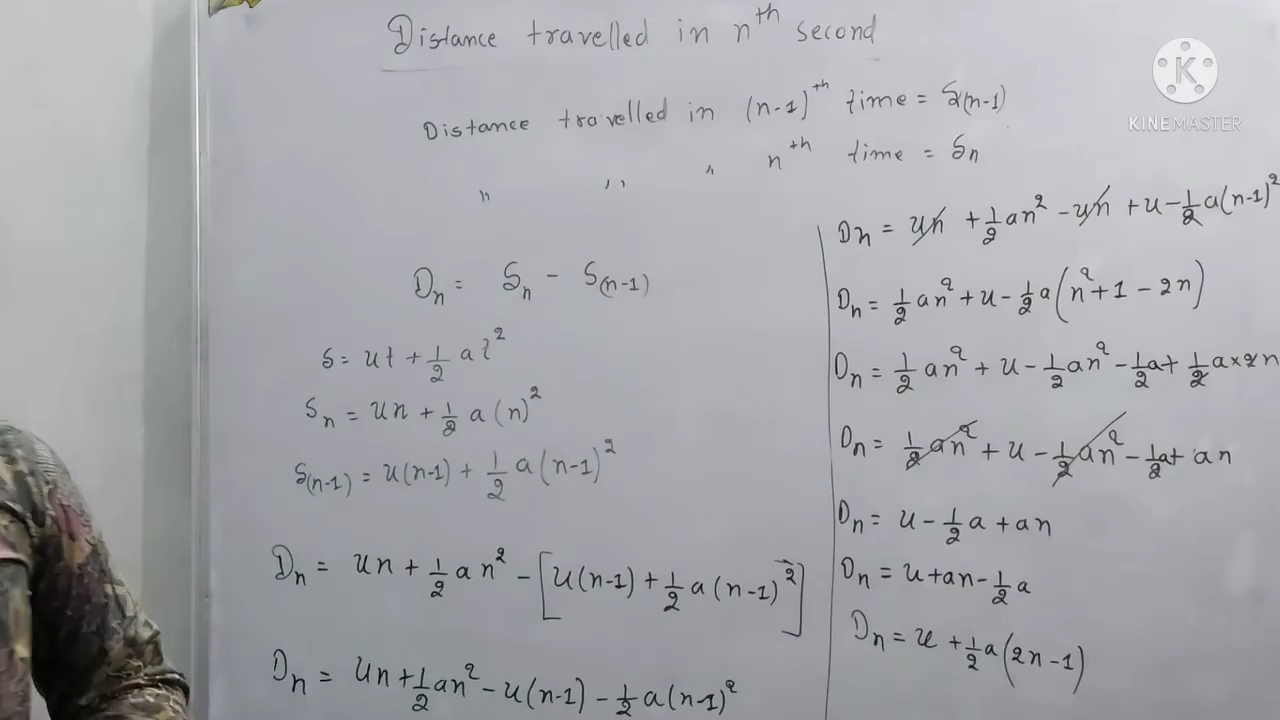 Distance travelled in nᵗʰ second
Distance travelled in (n-1)ᵗʰ time = S(n-1)
" ,, " nᵗʰ time = Sn
Dn = Sn - S(n-1)
S = ut + 1/2 at²
Sn = un + 1/2 a(n)²
S(n-1) = u(n-1) + 1/2 a(n-1)²
Dn = un + 1/2 an² - [u(n-1) + 1/2 a(n-1)²]
Dn = un + 1/2 an² - u(n-1) - 1/2 a(n-1)²
Dn = un + 1/2 an² - un + u - 1/2 a(n-1)²
Dn = 1/2 an² + u - 1/2 a(n² + 1 - 2n)
Dn = 1/2 an² + u - 1/2 an² - 1/2 a + 1/2 a × 2n
Dn = 1/2 an² + u - 1/2 an² - 1/2 a + an
Dn = u - 1/2 a + an
Dn = u + an - 1/2 a
Dn = u + 1/2 a(2n - 1)
K
KINEMASTER